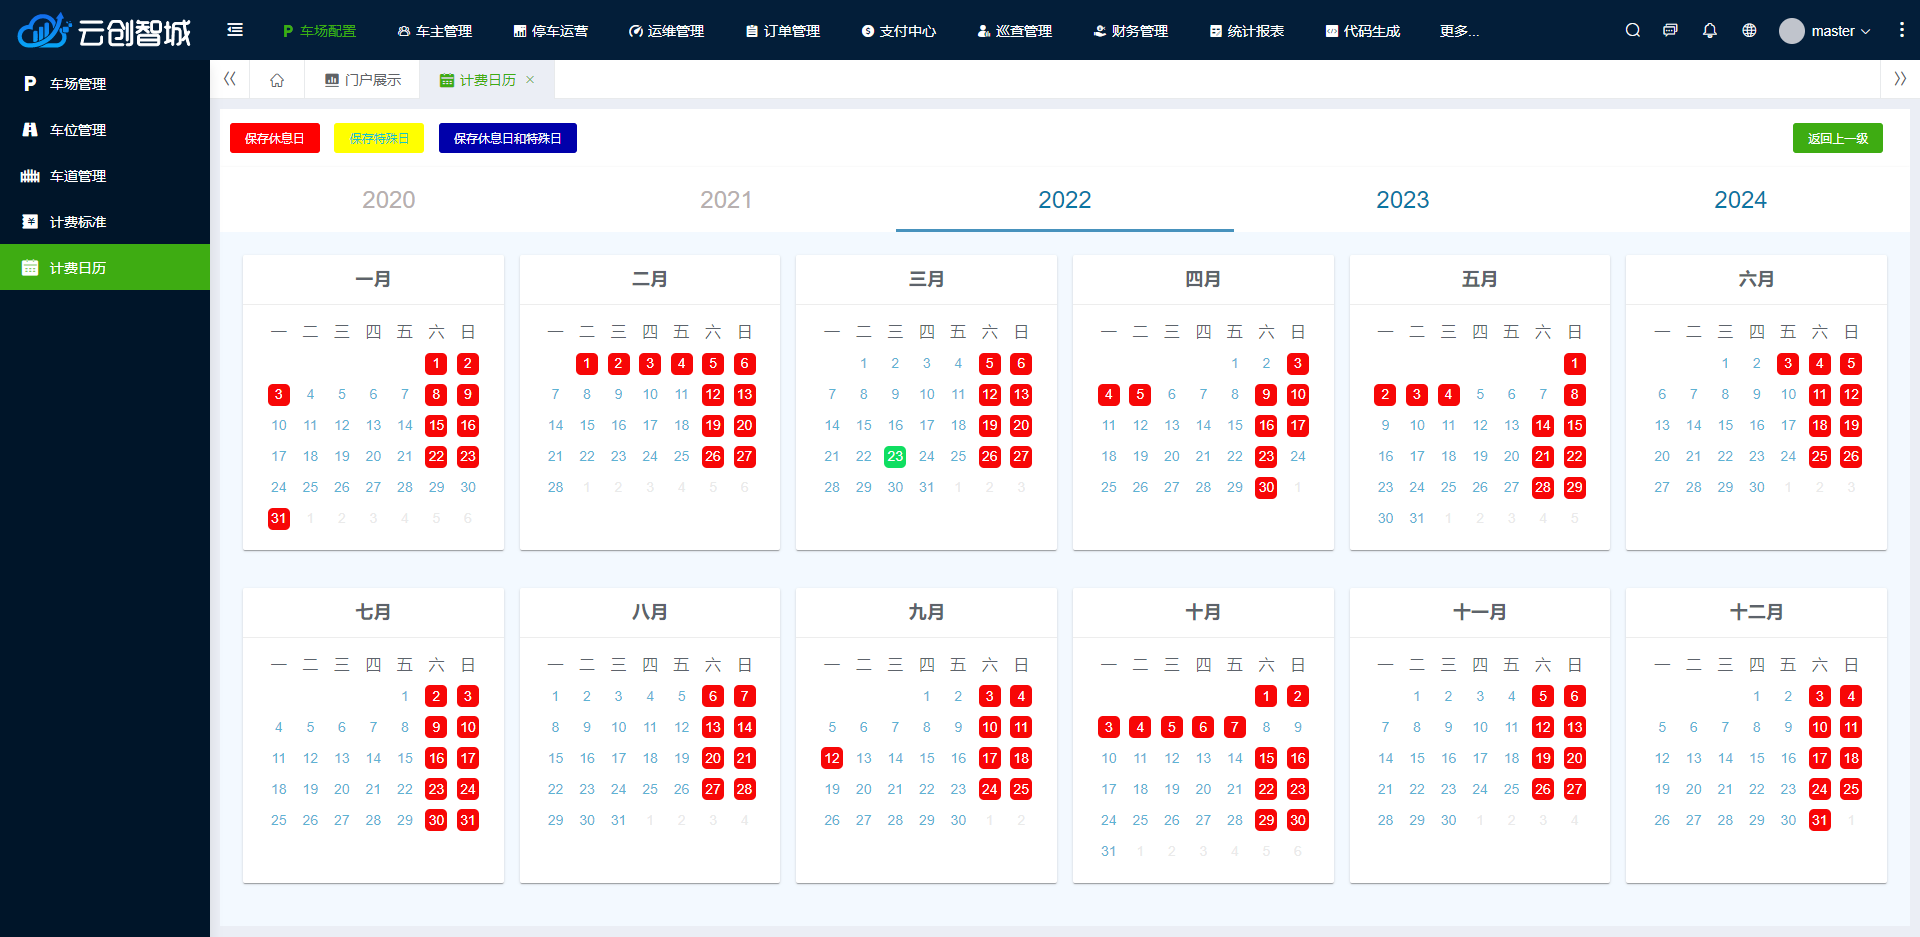 云创智城 车场配置 车主管理 停车运营 运维管理 订单管理 支付中心 巡查管理 财务管理 统计报表 代码生成 更多... master
车场管理
车位管理
车道管理
计费标准
计费日历
门户展示 计费日历
保存休息日 保存特殊日 保存休息日和特殊日 返回上一级
2020 2021 2022 2023 2024
一月
一 二 三 四 五 六 日
1 2
3 4 5 6 7 8 9
10 11 12 13 14 15 16
17 18 19 20 21 22 23
24 25 26 27 28 29 30
31 1 2 3 4 5 6
二月
一 二 三 四 五 六 日
1 2 3 4 5 6
7 8 9 10 11 12 13
14 15 16 17 18 19 20
21 22 23 24 25 26 27
28 1 2 3 4 5 6
三月
一 二 三 四 五 六 日
1 2 3 4 5 6
7 8 9 10 11 12 13
14 15 16 17 18 19 20
21 22 23 24 25 26 27
28 29 30 31 1 2 3
四月
一 二 三 四 五 六 日
1 2 3
4 5 6 7 8 9 10
11 12 13 14 15 16 17
18 19 20 21 22 23 24
25 26 27 28 29 30 1
五月
一 二 三 四 五 六 日
1
2 3 4 5 6 7 8
9 10 11 12 13 14 15
16 17 18 19 20 21 22
23 24 25 26 27 28 29
30 31 1 2 3 4 5
六月
一 二 三 四 五 六 日
1 2 3 4 5
6 7 8 9 10 11 12
13 14 15 16 17 18 19
20 21 22 23 24 25 26
27 28 29 30 1 2 3
七月
一 二 三 四 五 六 日
1 2 3
4 5 6 7 8 9 10
11 12 13 14 15 16 17
18 19 20 21 22 23 24
25 26 27 28 29 30 31
八月
一 二 三 四 五 六 日
1 2 3 4 5 6 7
8 9 10 11 12 13 14
15 16 17 18 19 20 21
22 23 24 25 26 27 28
29 30 31 1 2 3 4
九月
一 二 三 四 五 六 日
1 2 3 4
5 6 7 8 9 10 11
12 13 14 15 16 17 18
19 20 21 22 23 24 25
26 27 28 29 30 1 2
十月
一 二 三 四 五 六 日
1 2
3 4 5 6 7 8 9
10 11 12 13 14 15 16
17 18 19 20 21 22 23
24 25 26 27 28 29 30
31 1 2 3 4 5 6
十一月
一 二 三 四 五 六 日
1 2 3 4 5 6
7 8 9 10 11 12 13
14 15 16 17 18 19 20
21 22 23 24 25 26 27
28 29 30 1 2 3 4
十二月
一 二 三 四 五 六 日
1 2 3 4
5 6 7 8 9 10 11
12 13 14 15 16 17 18
19 20 21 22 23 24 25
26 27 28 29 30 31 1